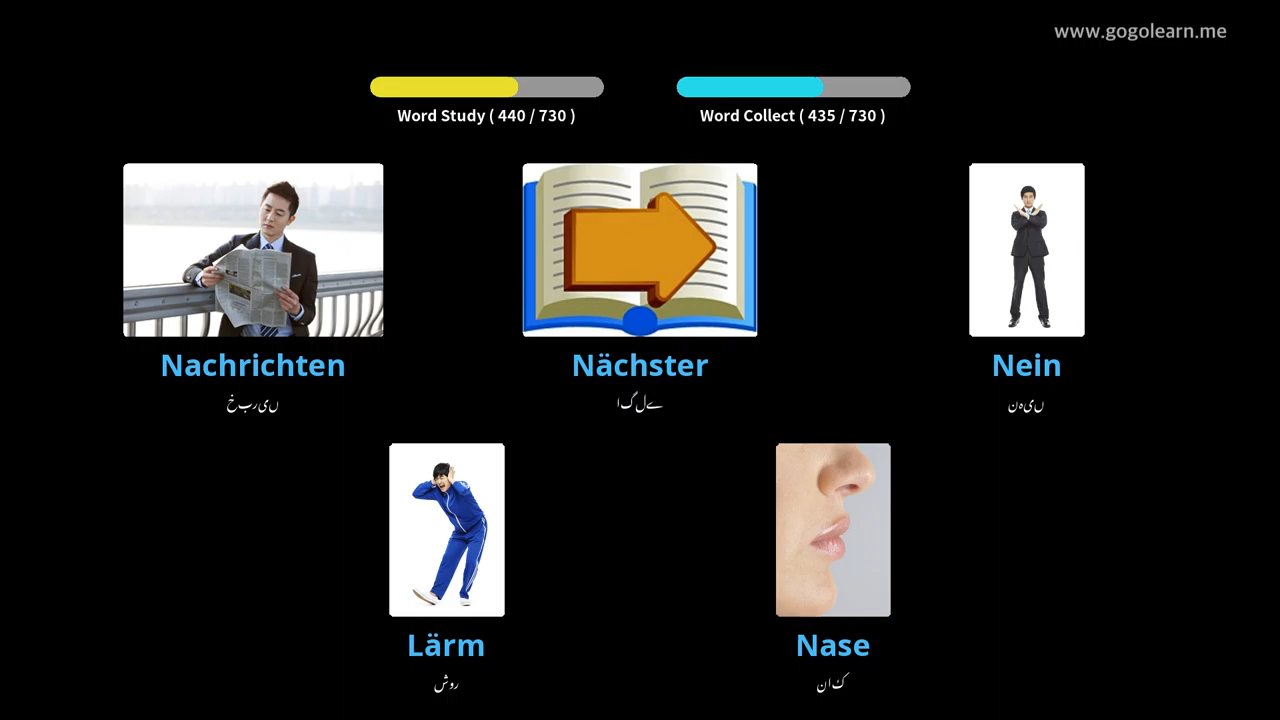 www.gogolearn.me
Word Study ( 440 / 730 )
Word Collect ( 435 / 730 )
Nachrichten
خبریں
Nächster
اگلے
Nein
نہیں
Lärm
شور
Nase
ناک